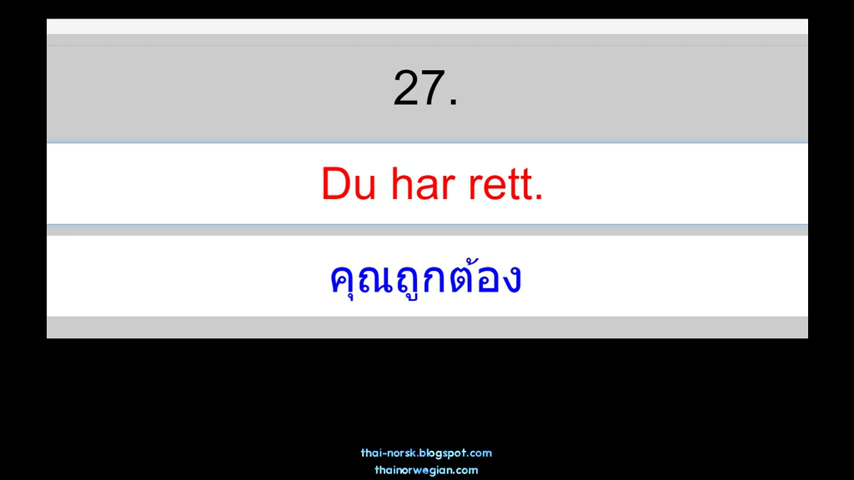 27.
Du har rett.
คุณถูกต้อง
thai-norsk.blogspot.com
thainorwegian.com